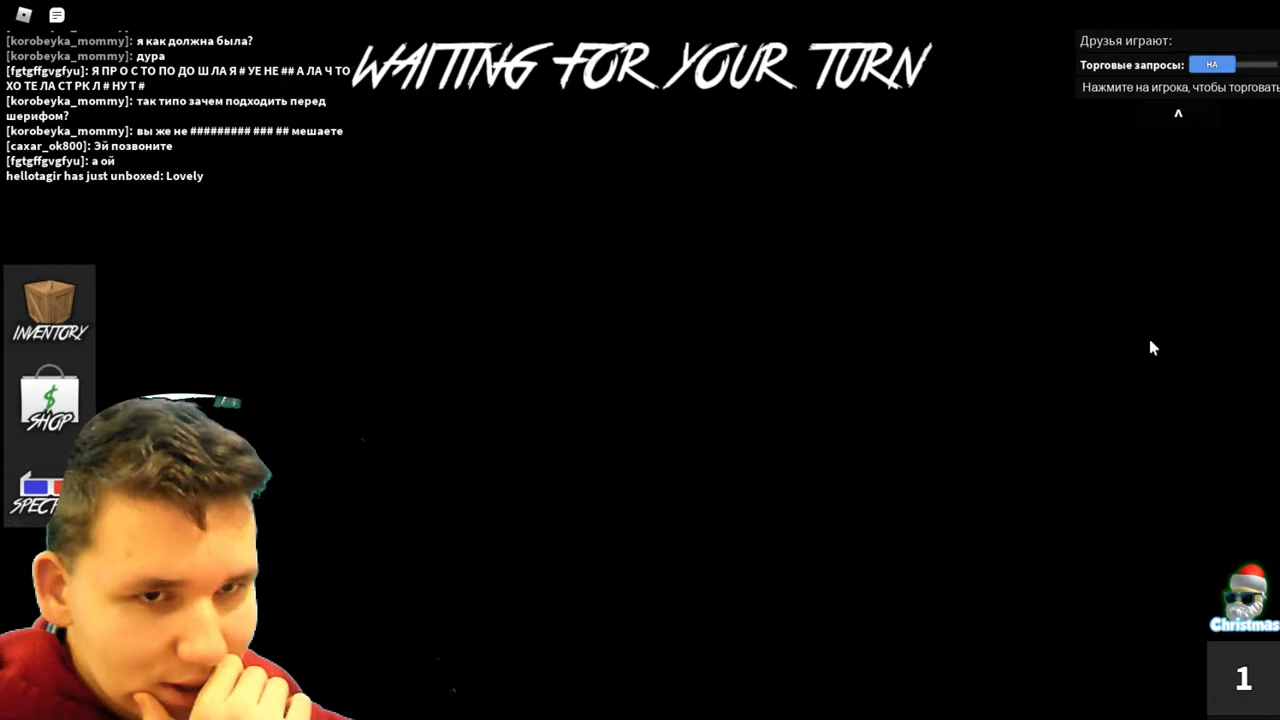 [korobeyka_mommy]: я как должна была?
[korobeyka_mommy]: дура
[fgtgffgvgfyu]: Я ПР О С ТО ПО ДО Ш ЛА Я # УЕ НЕ ## А ЛА Ч ТО
ХО ТЕ ЛА СТ РК Л # НУ Т #
[korobeyka_mommy]: так типо зачем подходить перед
шерифом?
[korobeyka_mommy]: вы же не ######### ### ## мешаете
[caxar_ok800]: Эй позвоните
[fgtgffgvgfyu]: а ой
hellotagir has just unboxed: Lovely
WAITING FOR YOUR TURN
Друзья играют:
Торговые запросы: НА
Нажмите на игрока, чтобы торговать
INVENTORY
$
SHOP
SPECT
Christmas
1